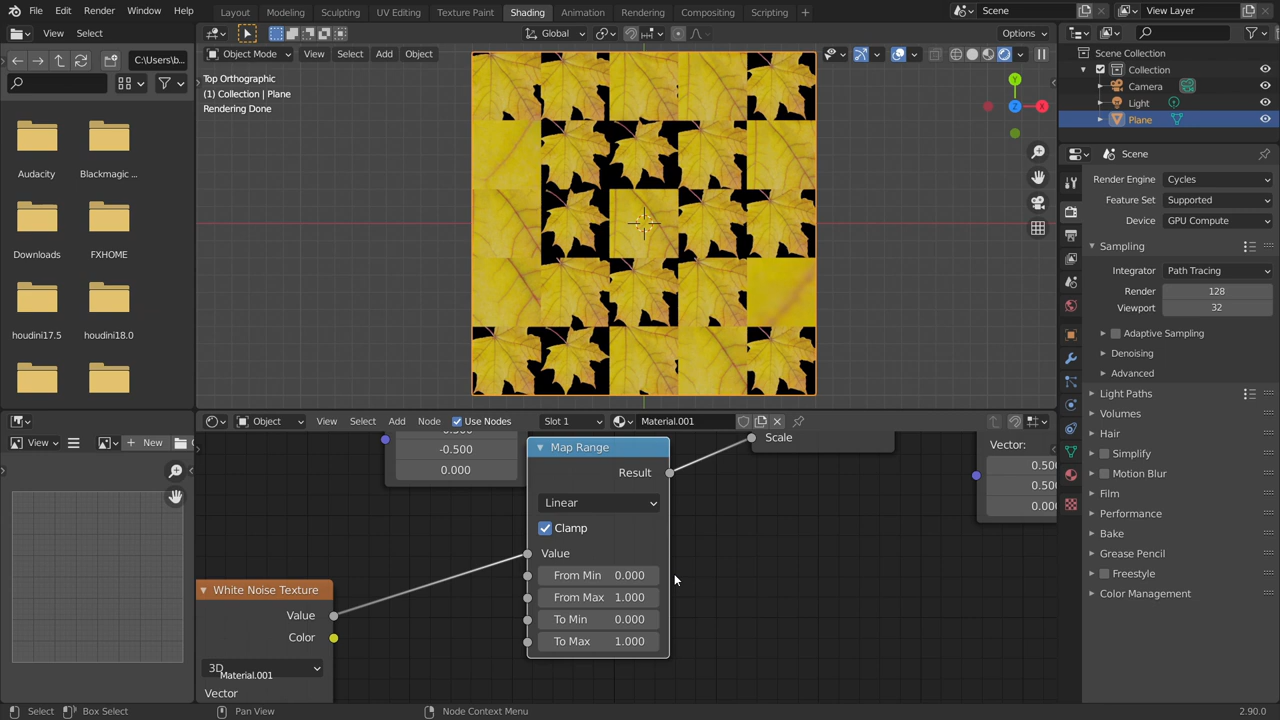 File Edit Render Window Help Layout Modeling Sculpting UV Editing Texture Paint Shading Animation Rendering Compositing Scripting + Scene View Layer
View Select Global Options
C:\Users\b...
Object Mode View Select Add Object
Top Orthographic
(1) Collection | Plane
Rendering Done
Y
X
Z
Audacity Blackmagic ...
Downloads FXHOME
houdini17.5 houdini18.0
Scene Collection
Collection
Camera
Light
Plane
Scene
Render Engine Cycles
Feature Set Supported
Device GPU Compute
Sampling
Integrator Path Tracing
Render 128
Viewport 32
Adaptive Sampling
Denoising
Advanced
Light Paths
Volumes
Hair
Simplify
Motion Blur
Film
Performance
Bake
Grease Pencil
Freestyle
Color Management
View New
Object View Select Add Node Use Nodes Slot 1 Material.001
-0.500
0.000
Map Range
Result
Linear
Clamp
Value
From Min 0.000
From Max 1.000
To Min 0.000
To Max 1.000
Scale
Vector:
0.50
0.50
0.00
White Noise Texture
Value
Color
3D
Material.001
Vector
Select Box Select Pan View Node Context Menu 2.90.0